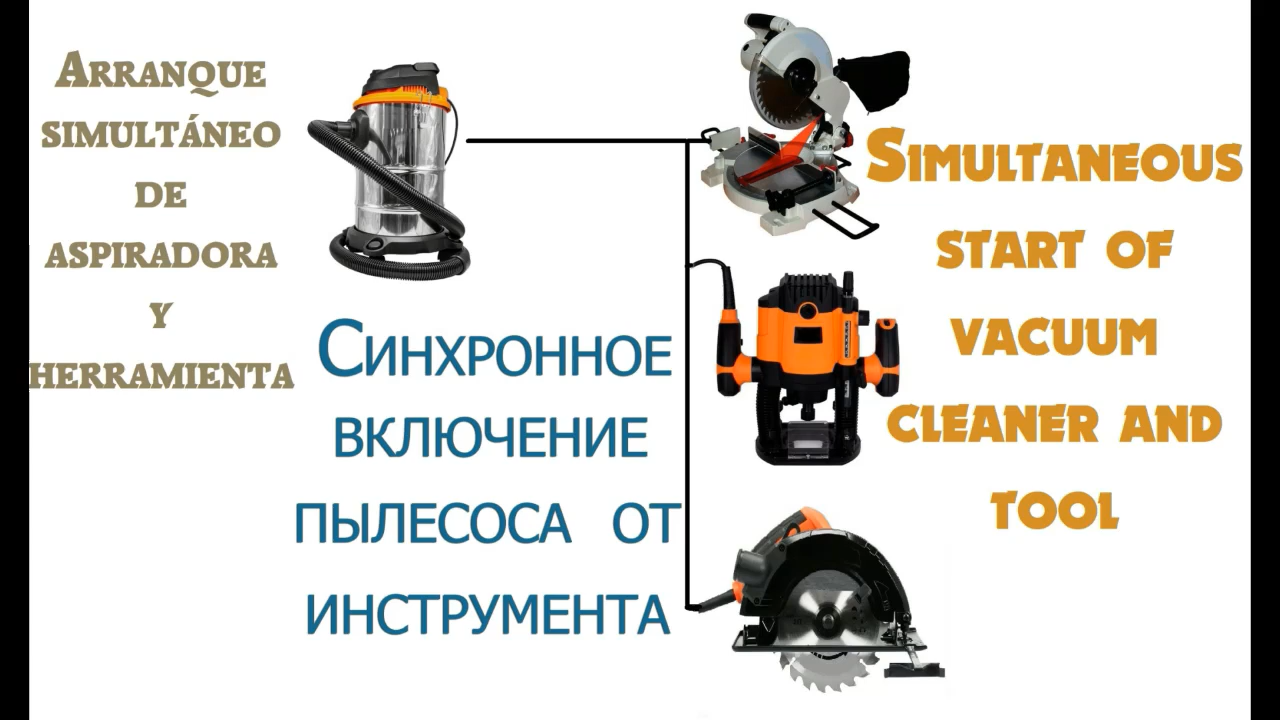 Arranque
simultáneo
de
aspiradora
y
herramienta
Синхронное
включение
пылесоса от
инструмента
Simultaneous
start of
vacuum
cleaner and
tool